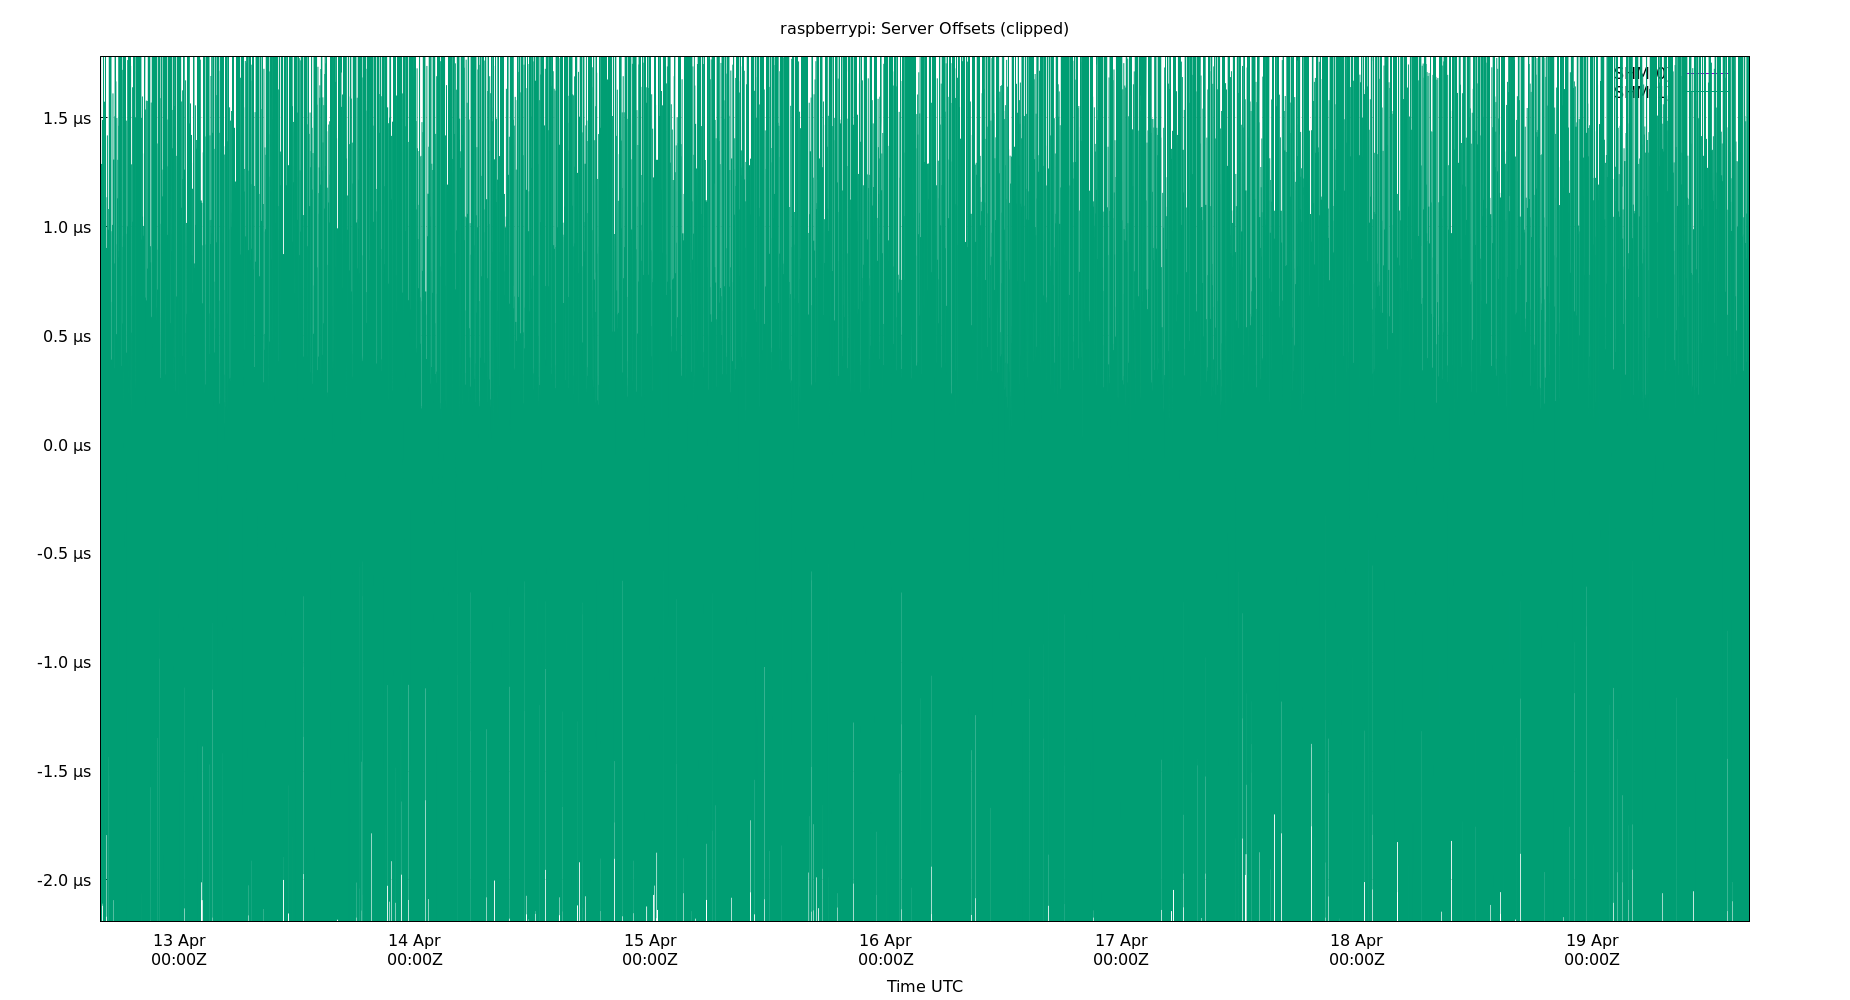 raspberrypi: Server Offsets (clipped)
1.5 µs
1.0 µs
0.5 µs
0.0 µs
-0.5 µs
-1.0 µs
-1.5 µs
-2.0 µs
13 Apr 14 Apr 15 Apr 16 Apr 17 Apr 18 Apr 19 Apr
00:00Z 00:00Z 00:00Z 00:00Z 00:00Z 00:00Z 00:00Z
Time UTC